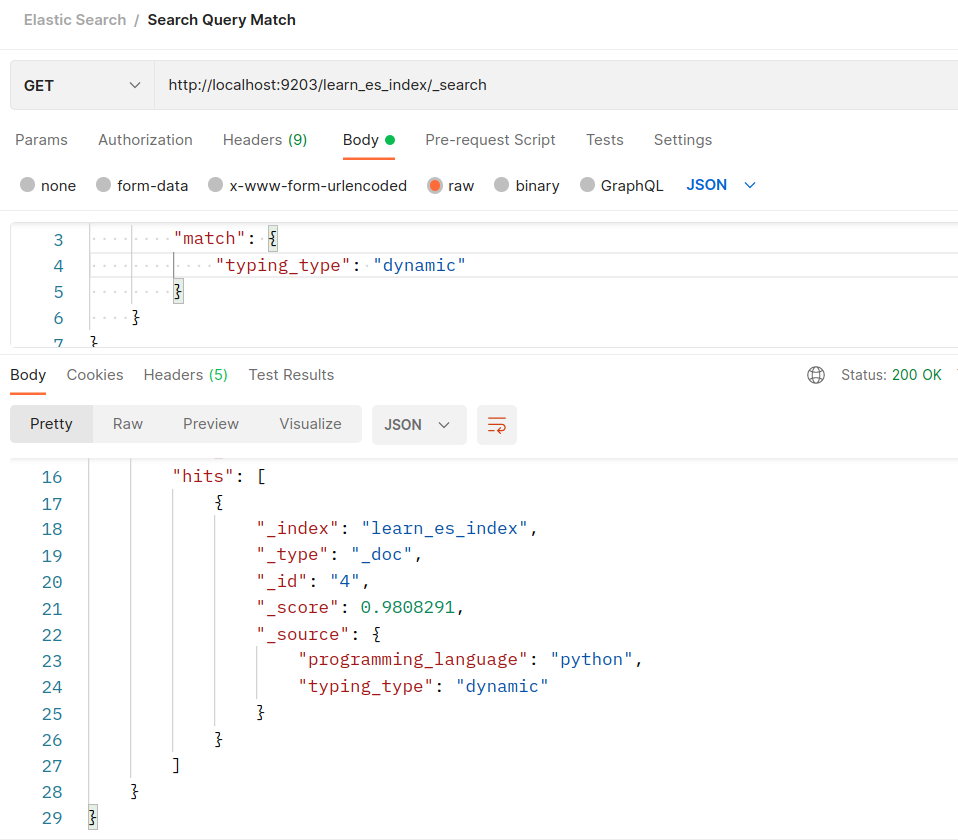 Elastic Search / Search Query Match
GET http://localhost:9203/learn_es_index/_search
Params Authorization Headers (9) Body Pre-request Script Tests Settings
none form-data x-www-form-urlencoded raw binary GraphQL JSON
3 "match": {
4 "typing_type": "dynamic"
5 }
6 }
7 }
Body Cookies Headers (5) Test Results Status: 200 OK
Pretty Raw Preview Visualize JSON
16 "hits": [
17 {
18 "_index": "learn_es_index",
19 "_type": "_doc",
20 "_id": "4",
21 "_score": 0.9808291,
22 "_source": {
23 "programming_language": "python",
24 "typing_type": "dynamic"
25 }
26 }
27 ]
28 }
29 }